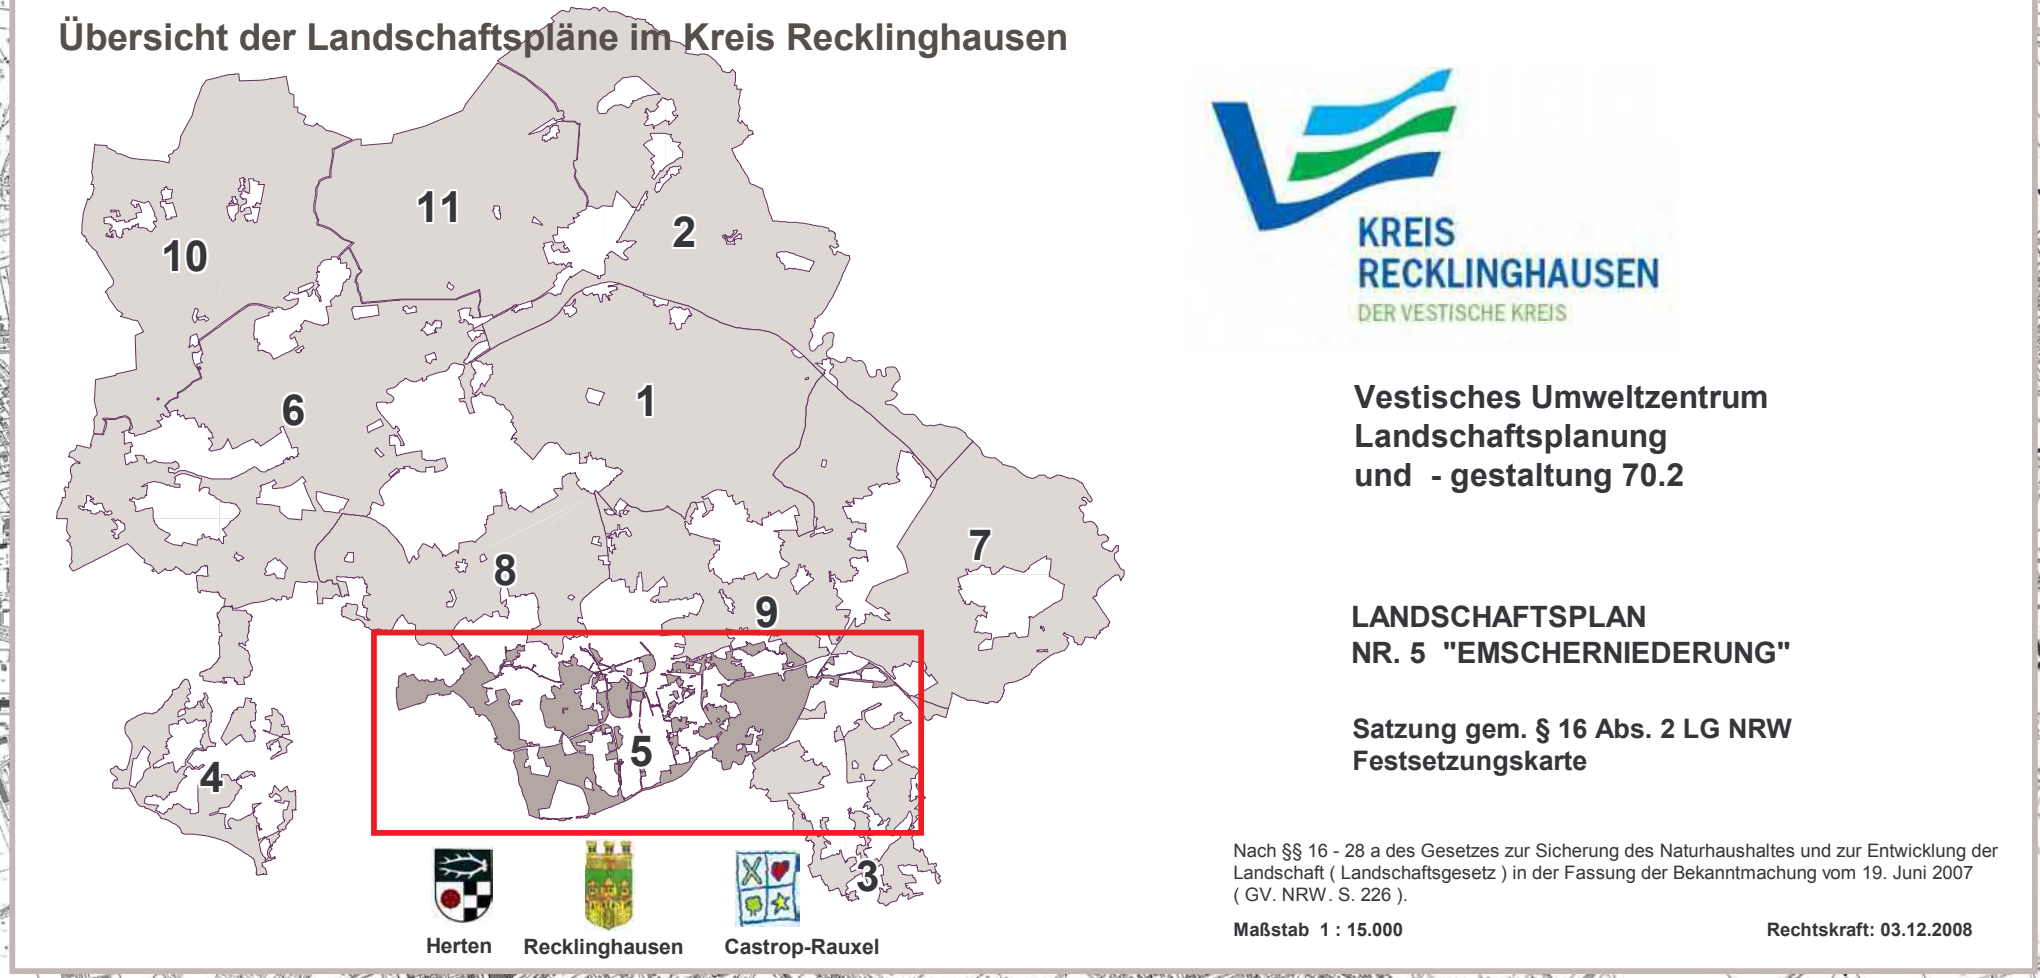 Übersicht der Landschaftspläne im Kreis Recklinghausen
11
2
10
6
1
7
8
9
5
4
3
Herten
Recklinghausen
Castrop-Rauxel
KREIS
RECKLINGHAUSEN
DER VESTISCHE KREIS
Vestisches Umweltzentrum
Landschaftsplanung
und - gestaltung 70.2
LANDSCHAFTSPLAN
NR. 5 "EMSCHERNIEDERUNG"
Satzung gem. § 16 Abs. 2 LG NRW
Festsetzungskarte
Nach §§ 16 - 28 a des Gesetzes zur Sicherung des Naturhaushaltes und zur Entwicklung der
Landschaft ( Landschaftsgesetz ) in der Fassung der Bekanntmachung vom 19. Juni 2007
( GV. NRW. S. 226 ).
Maßstab 1 : 15.000
Rechtskraft: 03.12.2008